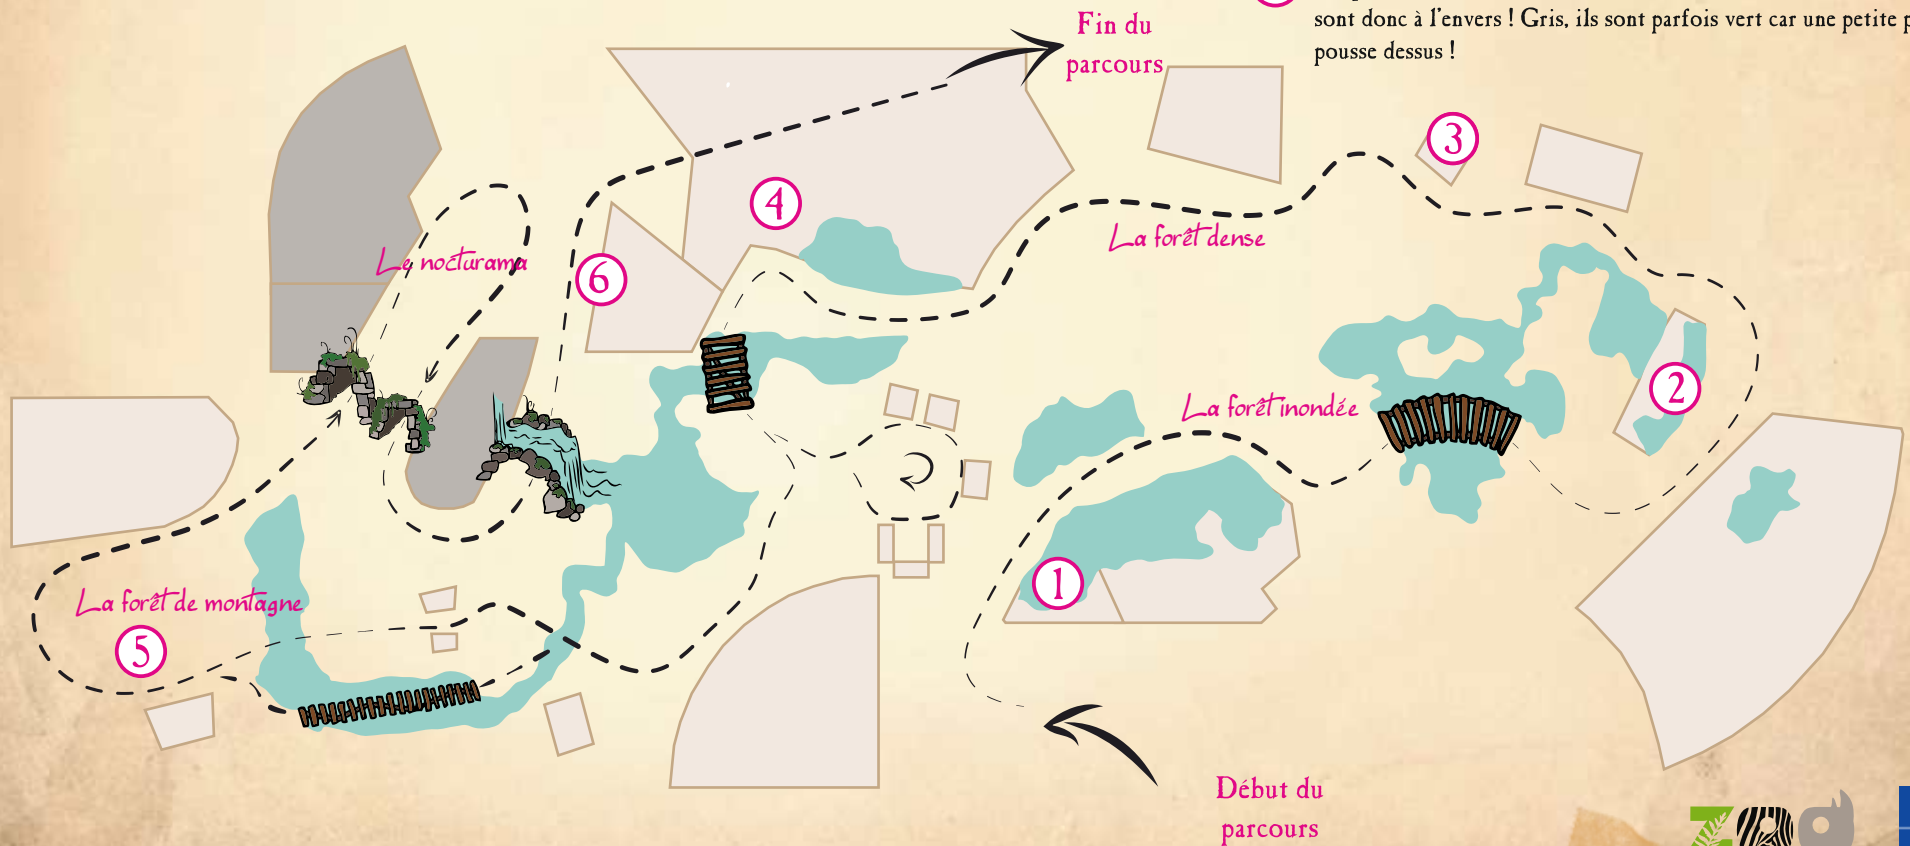 sont donc à l'envers ! Gris, ils sont parfois vert car une petite
pousse dessus !
Fin du
parcours
3
4
La forêt dense
Le nocturama
6
2
La forêt inondée
1
La forêt de montagne
5
Début du
parcours
zoo